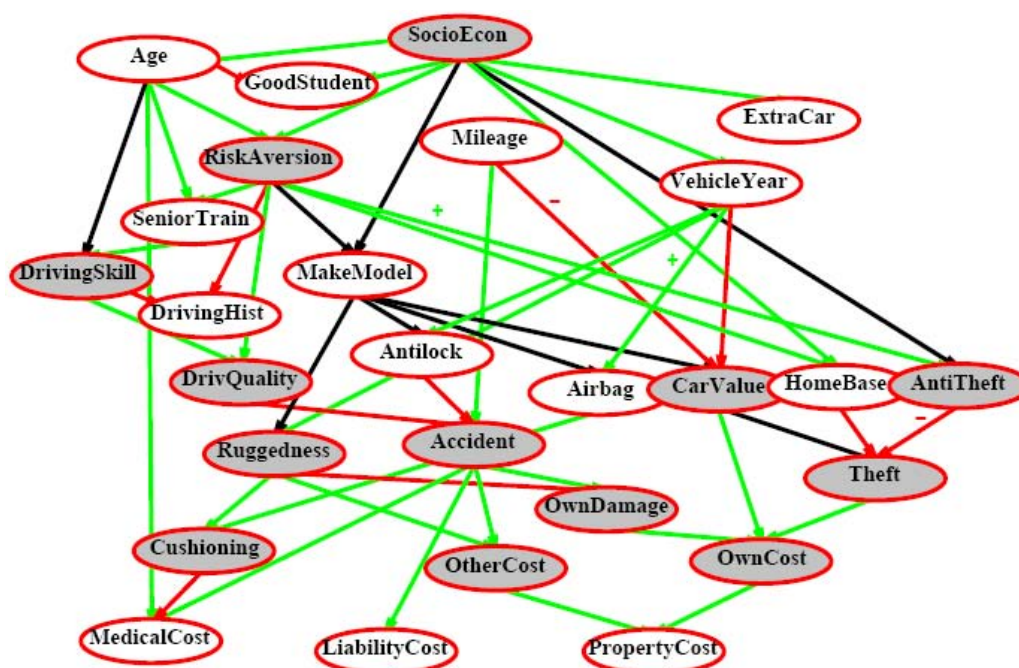 SocioEcon
Age
GoodStudent
ExtraCar
Mileage
RiskAversion
VehicleYear
+
−
SeniorTrain
+
DrivingSkill
MakeModel
DrivingHist
Antilock
DrivQuality
Airbag
CarValue
HomeBase
AntiTheft
−
Accident
Ruggedness
Theft
OwnDamage
Cushioning
OtherCost
OwnCost
MedicalCost
LiabilityCost
PropertyCost